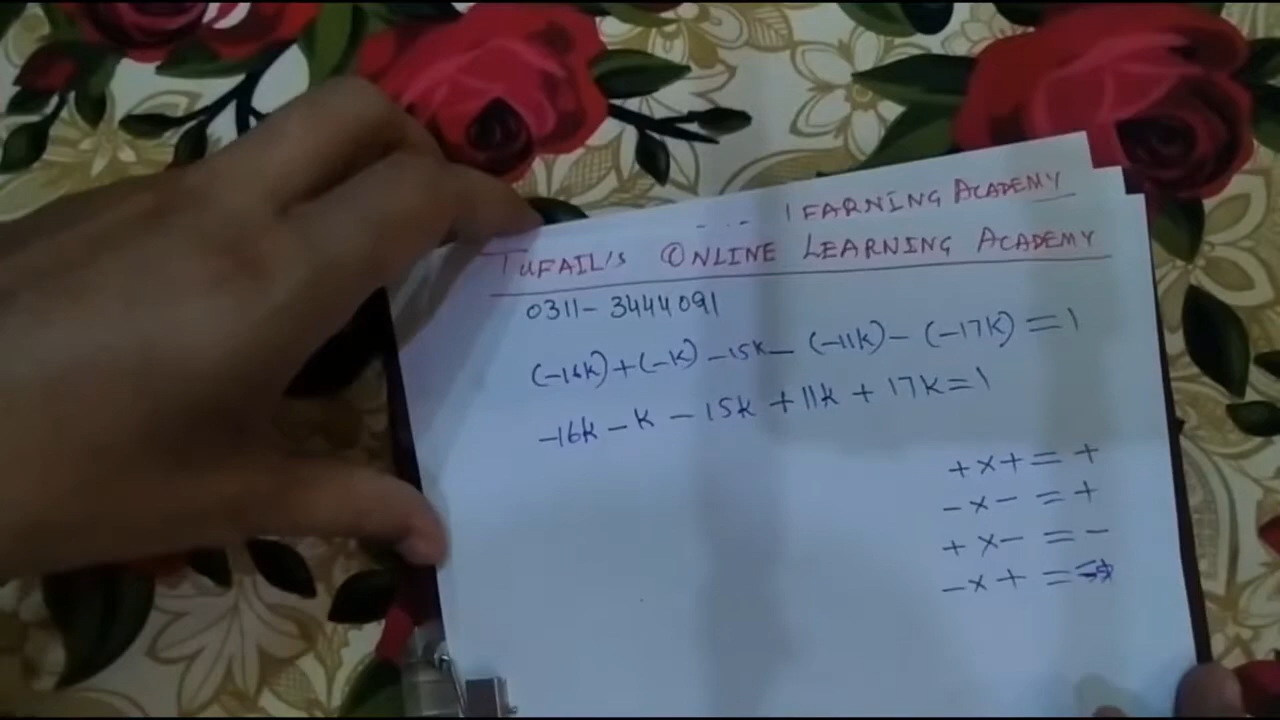 LEARNING ACADEMY
TUFAIL'S ONLINE LEARNING ACADEMY
0311-3444091
(-16k)+(-k)-15k-(-11k)-(-17k)=1
-16k-k-15k+11k+17k=1
+x+=+
-x-=+
+x-=-
-x+=